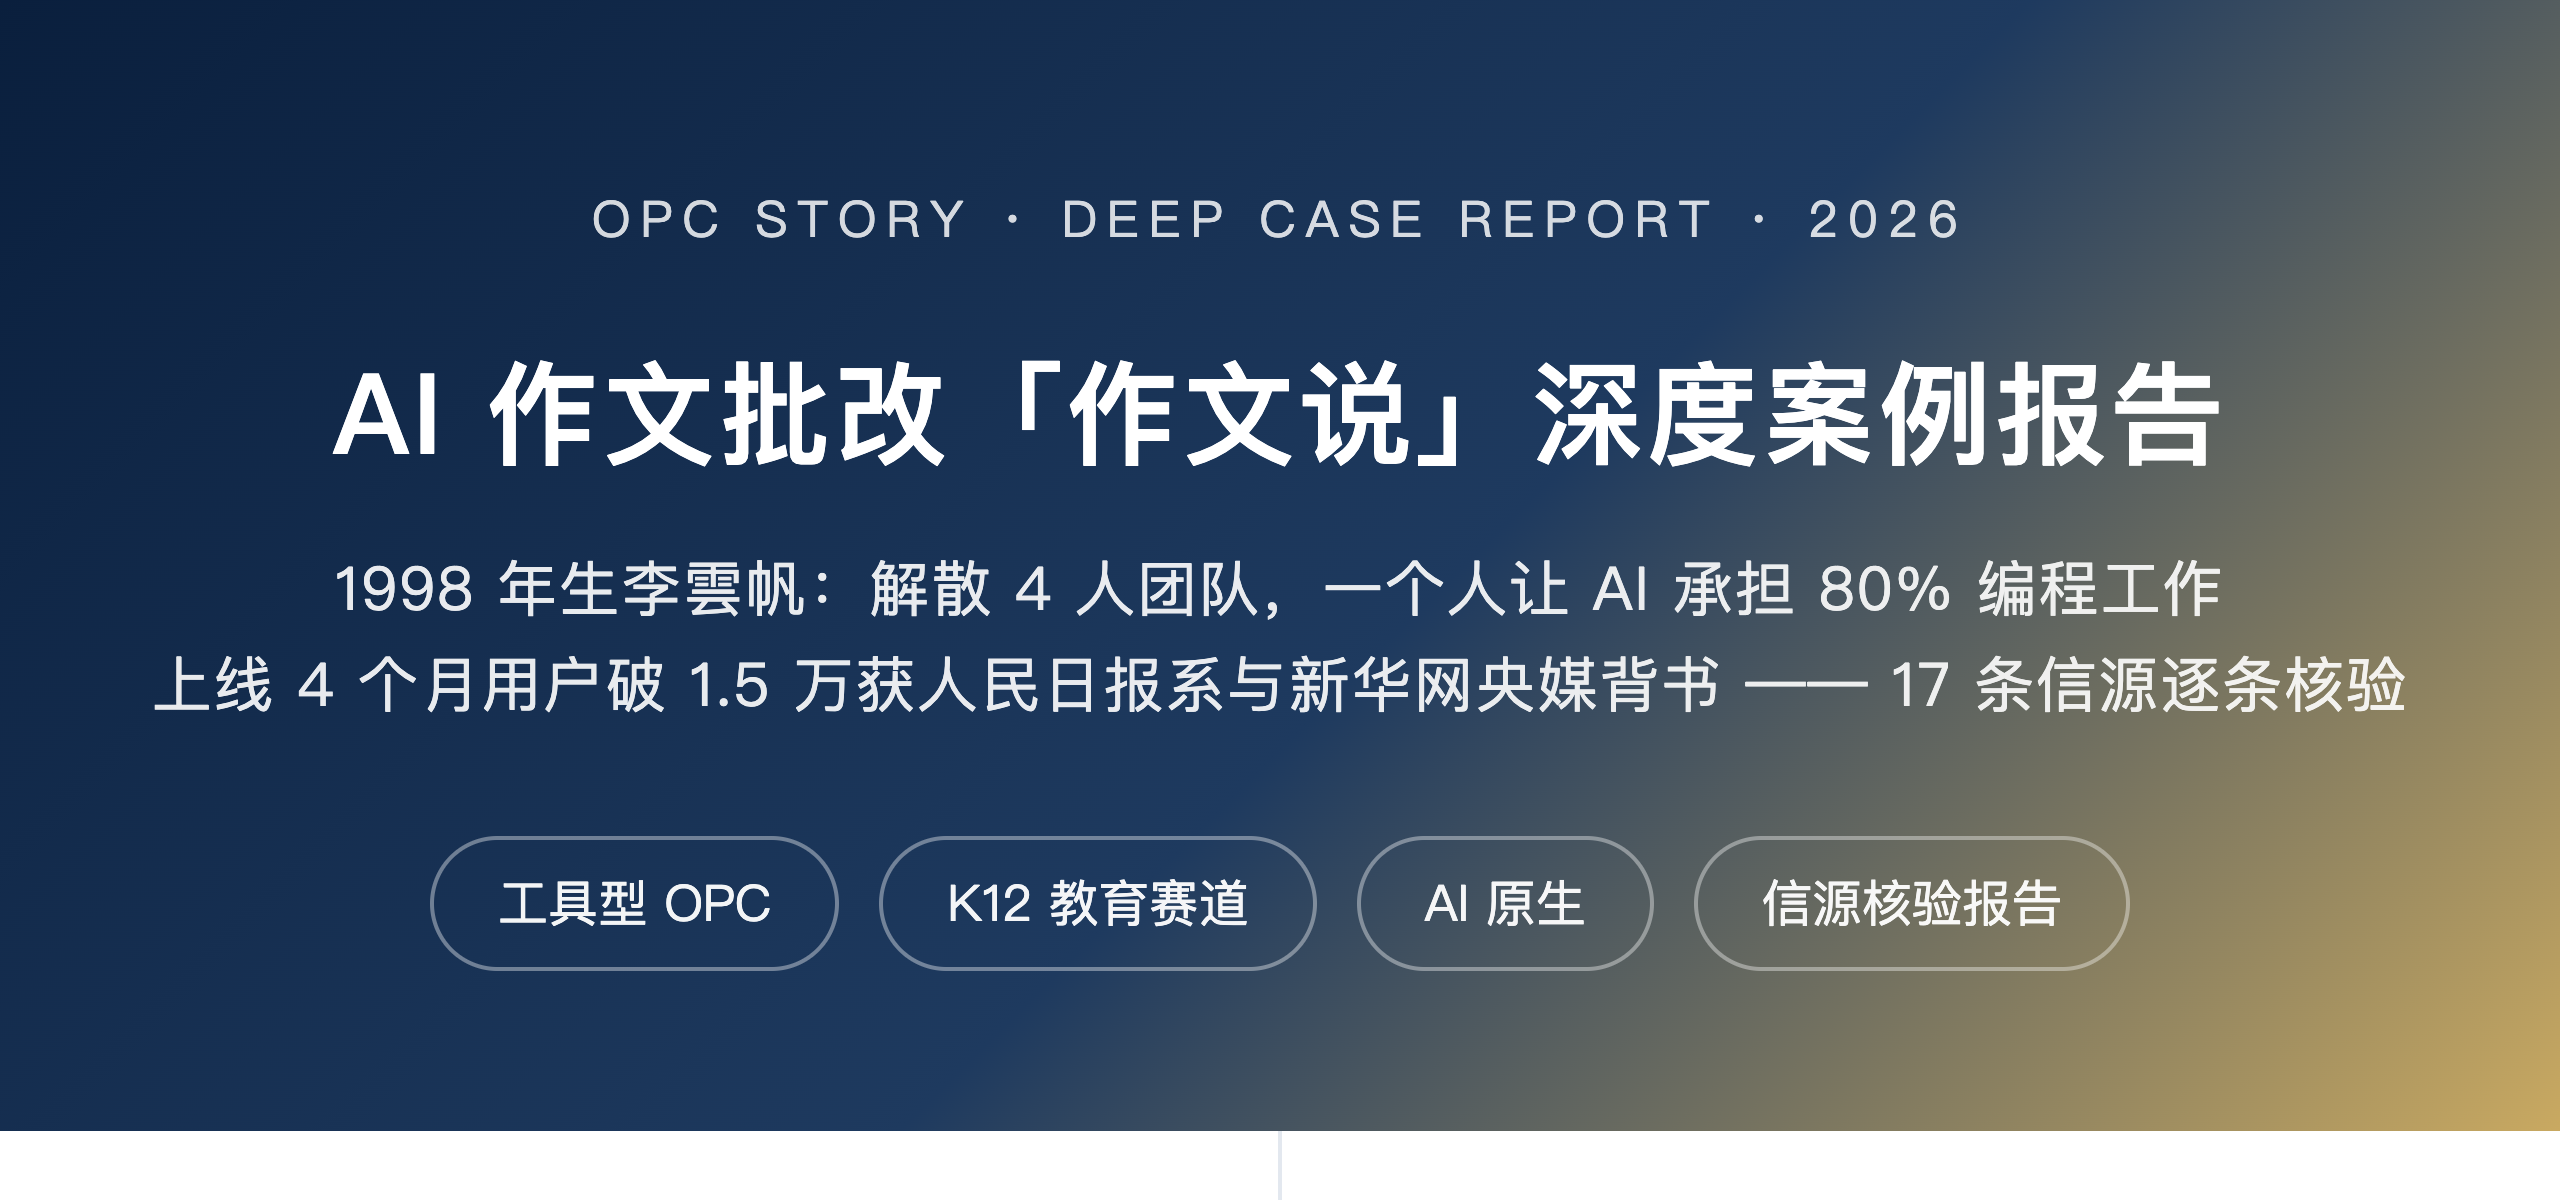 OPC STORY · DEEP CASE REPORT · 2026
AI 作文批改「作文说」深度案例报告
1998 年生李雲帆：解散 4 人团队，一个人让 AI 承担 80% 编程工作
上线 4 个月用户破 1.5 万获人民日报系与新华网央媒背书 —— 17 条信源逐条核验
工具型 OPC
K12 教育赛道
AI 原生
信源核验报告